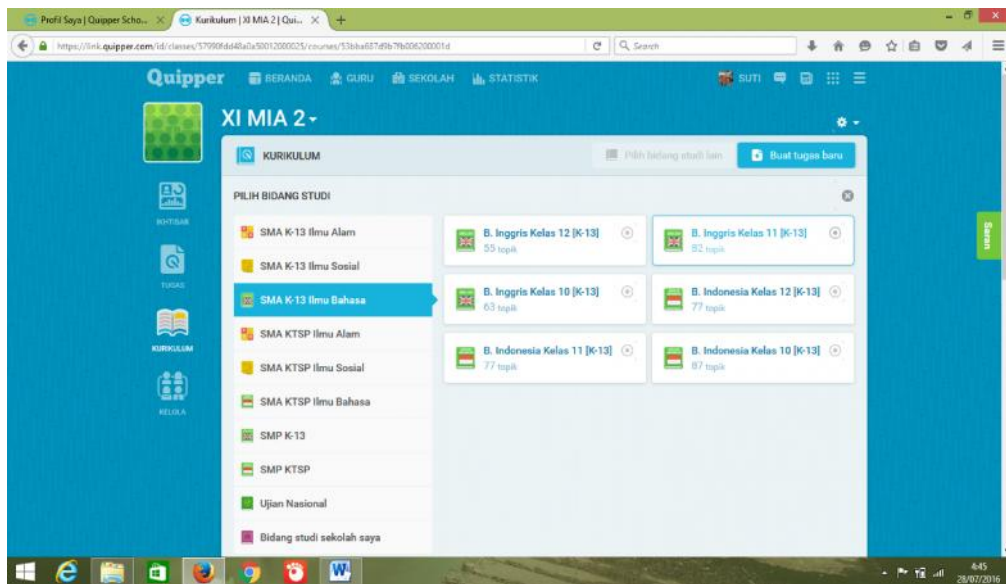 Profil Saya | Quipper Scho...
Kurikulum | XI MIA 2 | Qui...
Search
Quipper
BERANDA
GURU
SEKOLAH
STATISTIK
SUTI
XI MIA 2
KURIKULUM
Pilih bidang studi lain
Buat tugas baru
IKHTISAR
TUGAS
KURIKULUM
KELOLA
PILIH BIDANG STUDI
SMA K-13 Ilmu Alam
SMA K-13 Ilmu Sosial
SMA K-13 Ilmu Bahasa
SMA KTSP Ilmu Alam
SMA KTSP Ilmu Sosial
SMA KTSP Ilmu Bahasa
SMP K-13
SMP KTSP
Ujian Nasional
Bidang studi sekolah saya
B. Inggris Kelas 12 [K-13]
55 topik
B. Inggris Kelas 11 [K-13]
82 topik
B. Inggris Kelas 10 [K-13]
63 topik
B. Indonesia Kelas 12 [K-13]
77 topik
B. Indonesia Kelas 11 [K-13]
77 topik
B. Indonesia Kelas 10 [K-13]
87 topik
Saran
4:45
28/07/2016